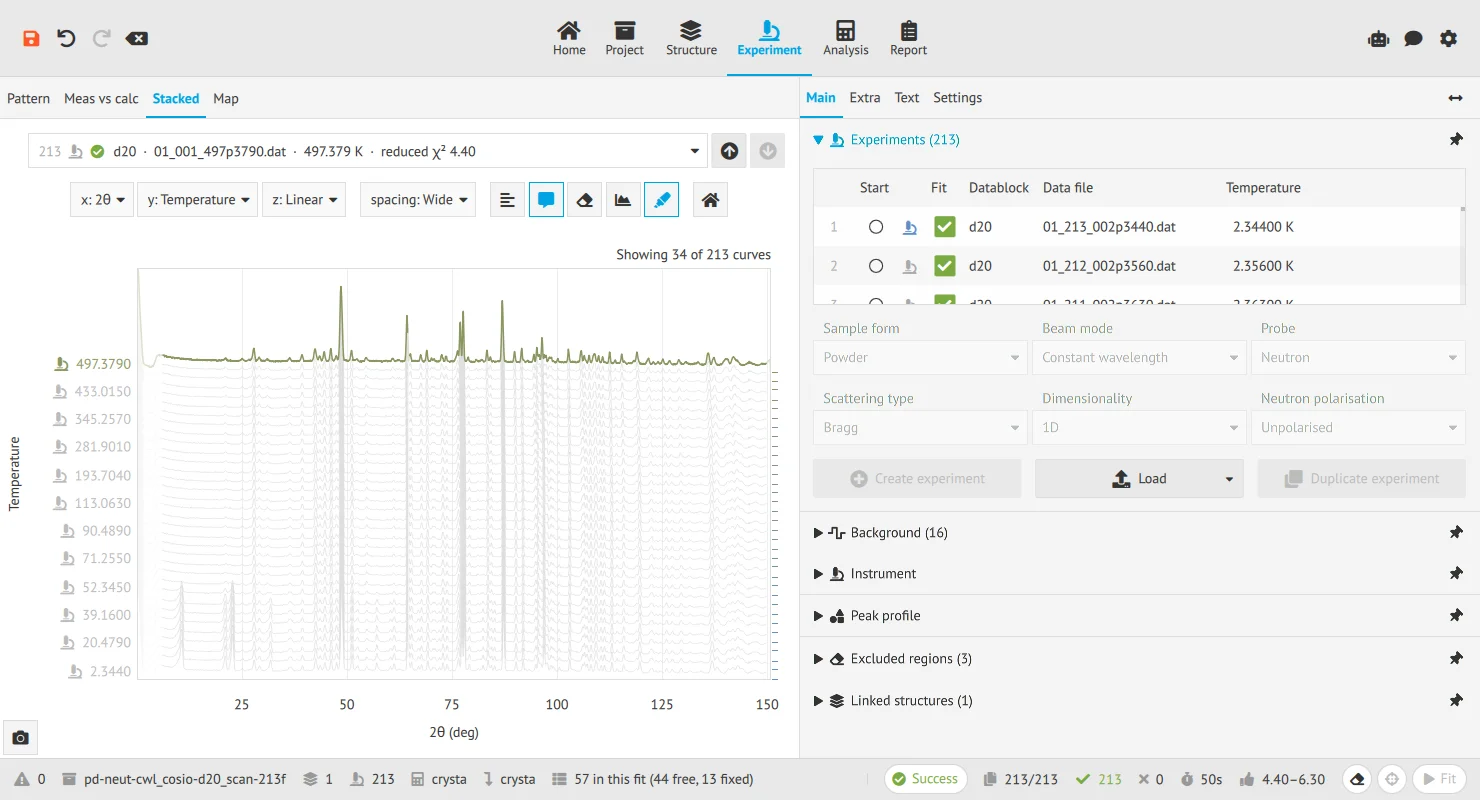 Home Project Structure Experiment Analysis Report
Pattern Meas vs calc Stacked Map
Main Extra Text Settings
213 d20 · 01_001_497p3790.dat · 497.379 K · reduced χ² 4.40
x: 2θ y: Temperature z: Linear spacing: Wide
Showing 34 of 213 curves
497.3790
433.0150
345.2570
281.9010
193.7040
113.0630
90.4890
71.2550
52.3450
39.1600
20.4790
2.3440
Temperature
25 50 75 100 125 150
2θ (deg)
Experiments (213)
Start Fit Datablock Data file Temperature
1 d20 01_213_002p3440.dat 2.34400 K
2 d20 01_212_002p3560.dat 2.35600 K
3 d20 01_211_002p3630.dat 2.36300 K
Sample form Beam mode Probe
Powder Constant wavelength Neutron
Scattering type Dimensionality Neutron polarisation
Bragg 1D Unpolarised
Create experiment Load Duplicate experiment
Background (16)
Instrument
Peak profile
Excluded regions (3)
Linked structures (1)
0 pd-neut-cwl_cosio-d20_scan-213f 1 213 crysta crysta 57 in this fit (44 free, 13 fixed)
Success 213/213 213 0 50s 4.40–6.30 Fit